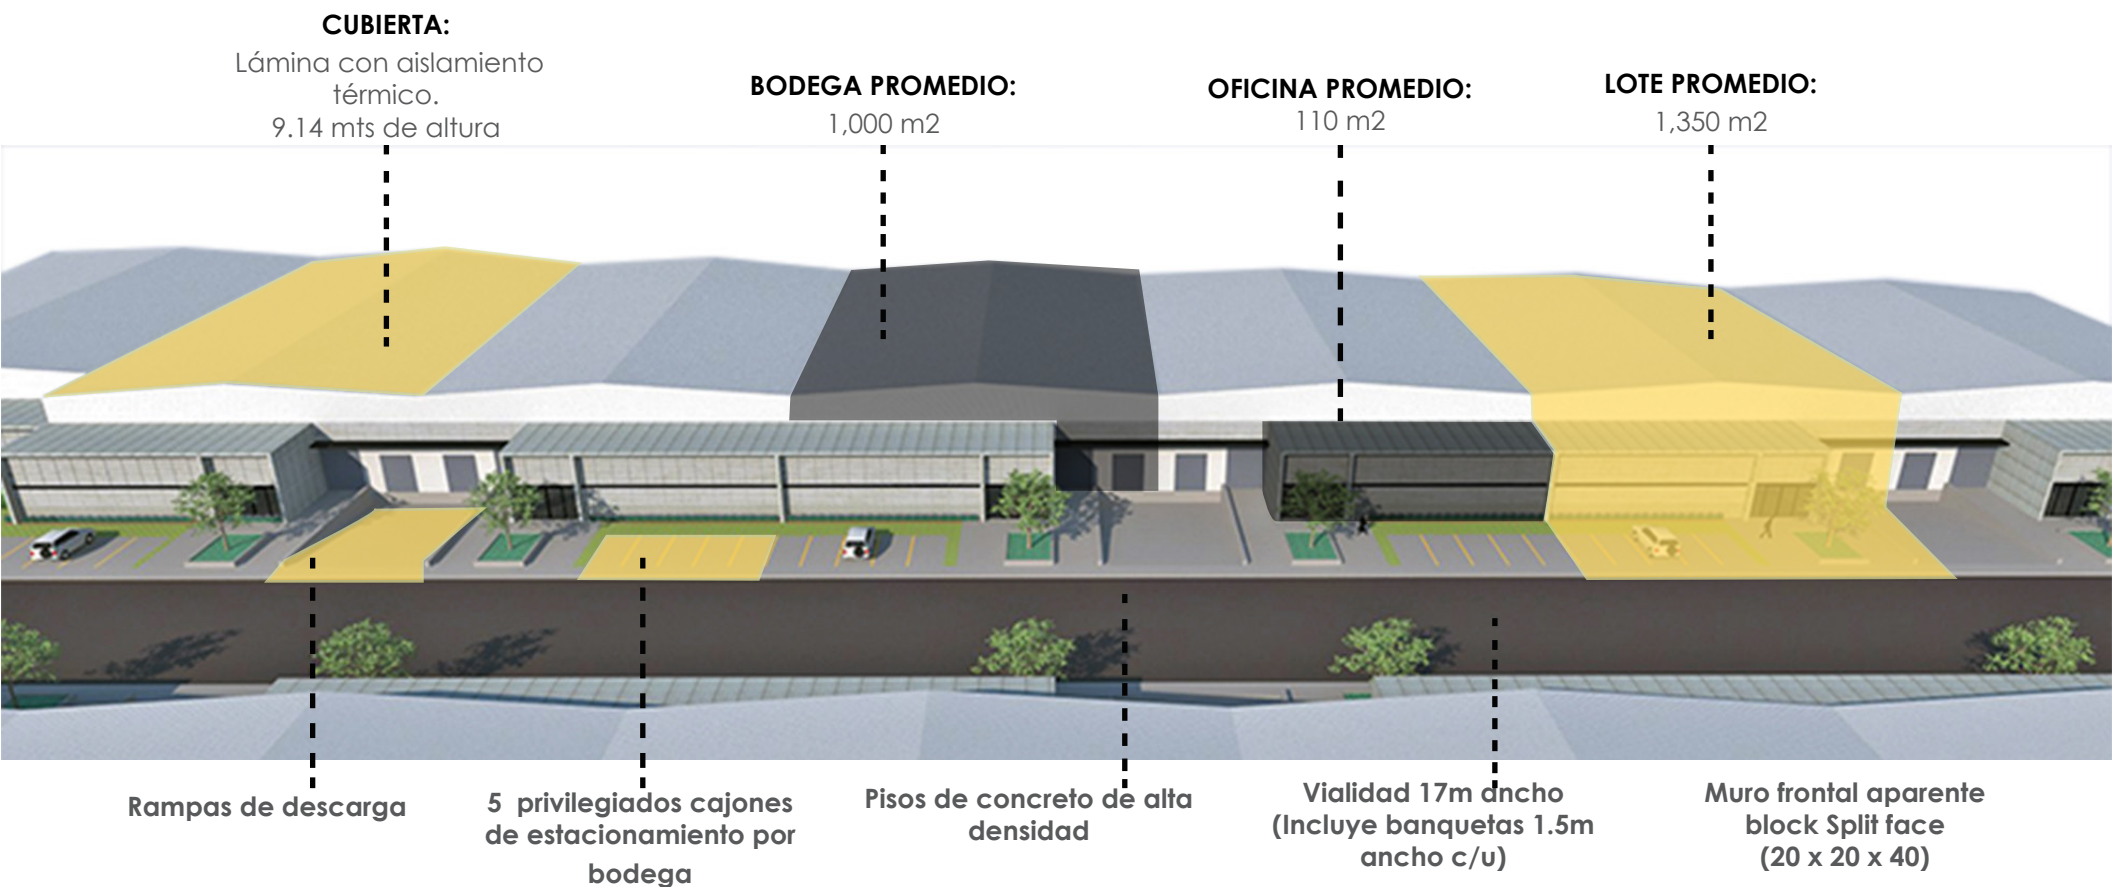 CUBIERTA:
Lámina con aislamiento
térmico.
9.14 mts de altura
BODEGA PROMEDIO:
1,000 m2
OFICINA PROMEDIO:
110 m2
LOTE PROMEDIO:
1,350 m2
Rampas de descarga
5 privilegiados cajones
de estacionamiento por
bodega
Pisos de concreto de alta
densidad
Vialidad 17m ancho
(Incluye banquetas 1.5m
ancho c/u)
Muro frontal aparente
block Split face
(20 x 20 x 40)